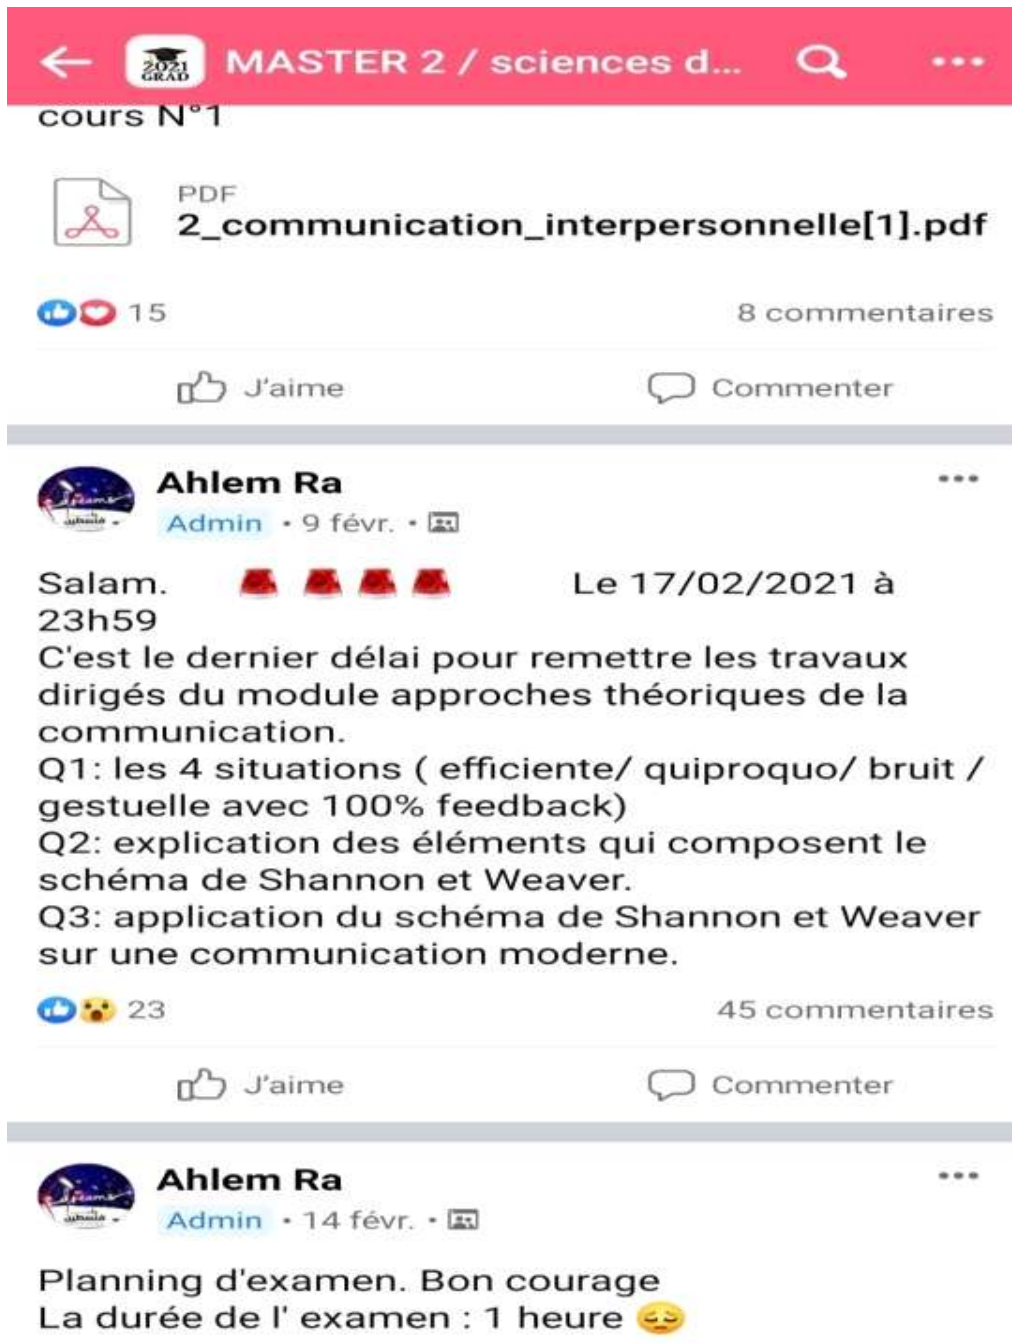 2021
GRAD
MASTER 2 / sciences d...
cours N°1
PDF
2_communication_interpersonnelle[1].pdf
15
8 commentaires
J'aime
Commenter
Ahlem Ra
Admin • 9 févr. •
Salam. 🚨 🚨 🚨 🚨 Le 17/02/2021 à
23h59
C'est le dernier délai pour remettre les travaux
dirigés du module approches théoriques de la
communication.
Q1: les 4 situations ( efficiente/ quiproquo/ bruit /
gestuelle avec 100% feedback)
Q2: explication des éléments qui composent le
schéma de Shannon et Weaver.
Q3: application du schéma de Shannon et Weaver
sur une communication moderne.
23
45 commentaires
J'aime
Commenter
Ahlem Ra
Admin • 14 févr. •
Planning d'examen. Bon courage
La durée de l' examen : 1 heure 😔